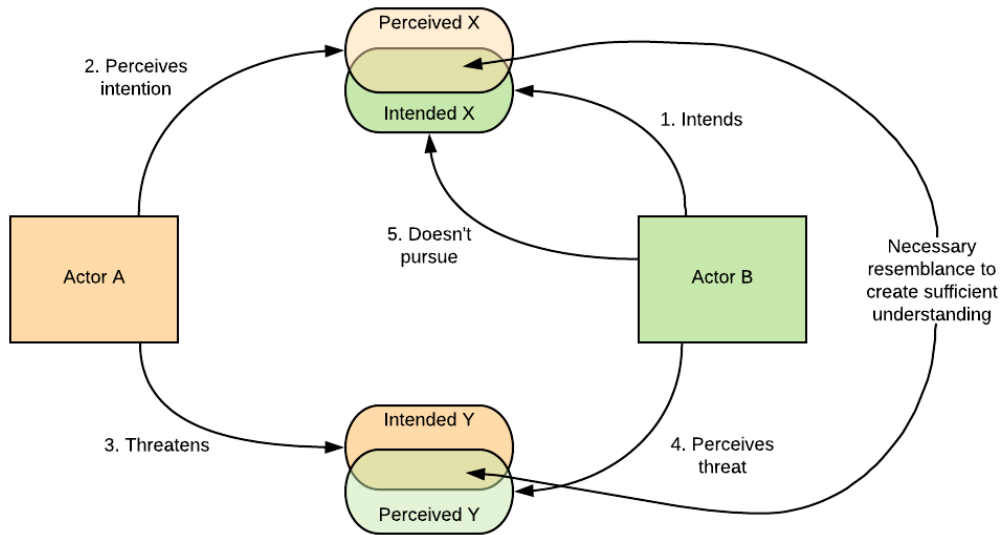 Perceived X
2. Perceives
intention
Intended X
1. Intends
5. Doesn't
pursue
Actor A
Actor B
Necessary
resemblance to
create sufficient
understanding
Intended Y
3. Threatens
4. Perceives
threat
Perceived Y